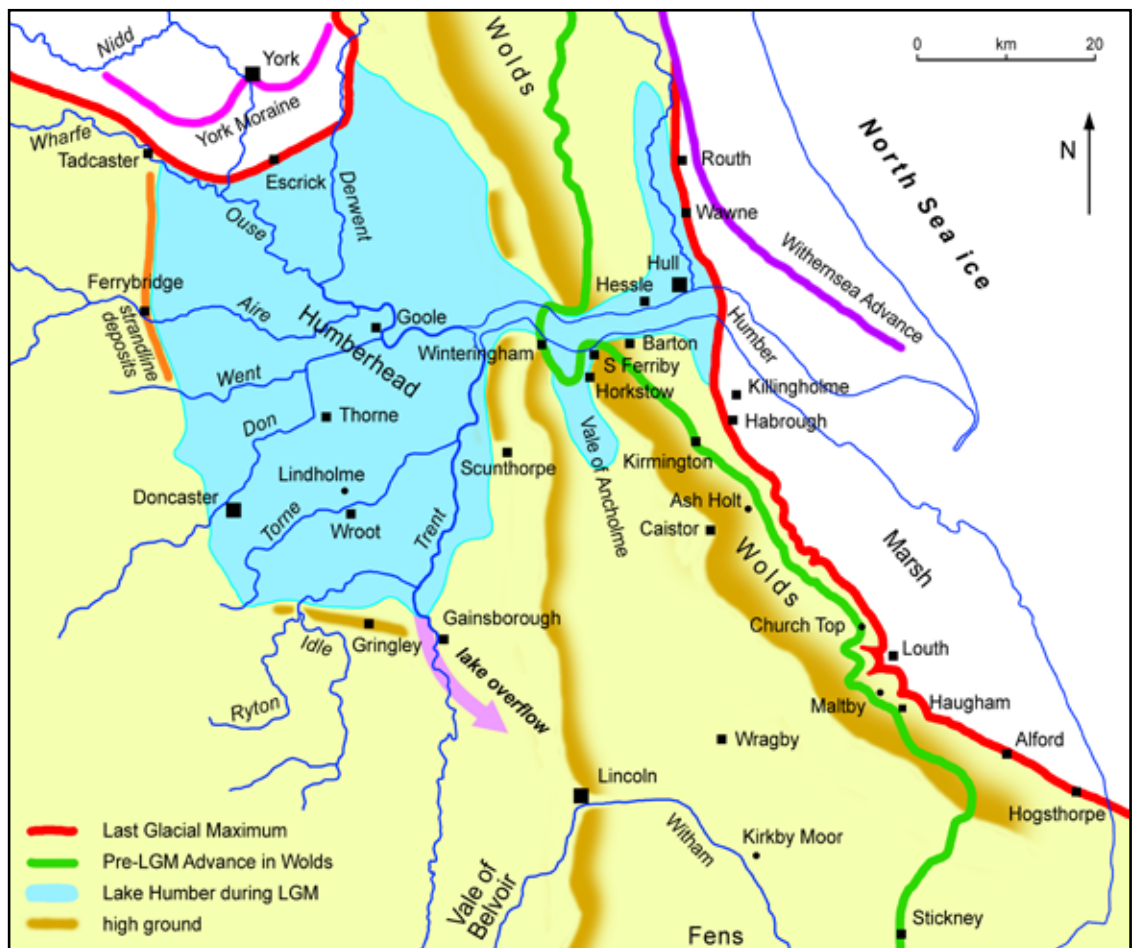 Nidd
York
York Moraine
Wharfe
Tadcaster
Escrick
Derwent
Ouse
Wolds
0 km 20
N
North Sea ice
Routh
Wawne
Withernsea Advance
Hull
Hessle
Humber
Ferrybridge
strandline
deposits
Aire
Goole
Humberhead
Winteringham
Barton
S Ferriby
Horkstow
Killingholme
Habrough
Went
Don
Thorne
Vale of Ancholme
Kirmington
Scunthorpe
Lindholme
Doncaster
Torne
Wroot
Trent
Ash Holt
Caistor
Wolds
Marsh
Church Top
Louth
Gainsborough
Gringley
Idle
lake overflow
Ryton
Maltby
Haugham
Wragby
Alford
Hogsthorpe
Lincoln
Witham
Kirkby Moor
Vale of
Belvoir
Fens
Stickney
Last Glacial Maximum
Pre-LGM Advance in Wolds
Lake Humber during LGM
high ground